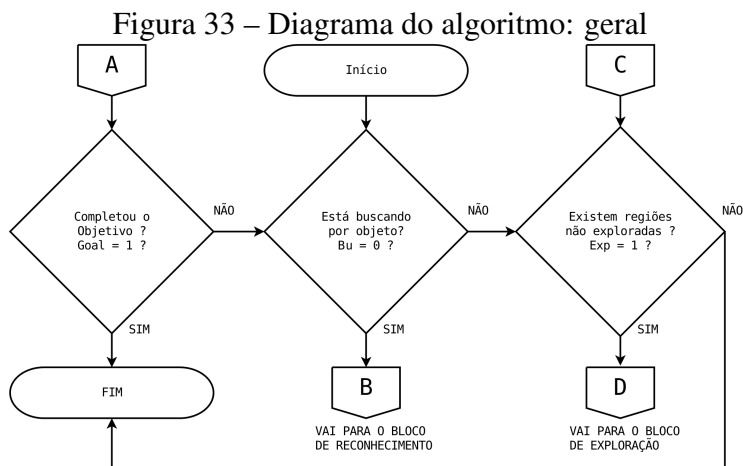 Figura 33 – Diagrama do algoritmo: geral
A
Início
C
Completou o
Objetivo ?
Goal = 1 ?
NÃO
Está buscando
por objeto?
Bu = 0 ?
NÃO
Existem regiões
não exploradas ?
Exp = 1 ?
NÃO
SIM
SIM
SIM
FIM
B
D
VAI PARA O BLOCO
DE RECONHECIMENTO
VAI PARA O BLOCO
DE EXPLORAÇÃO